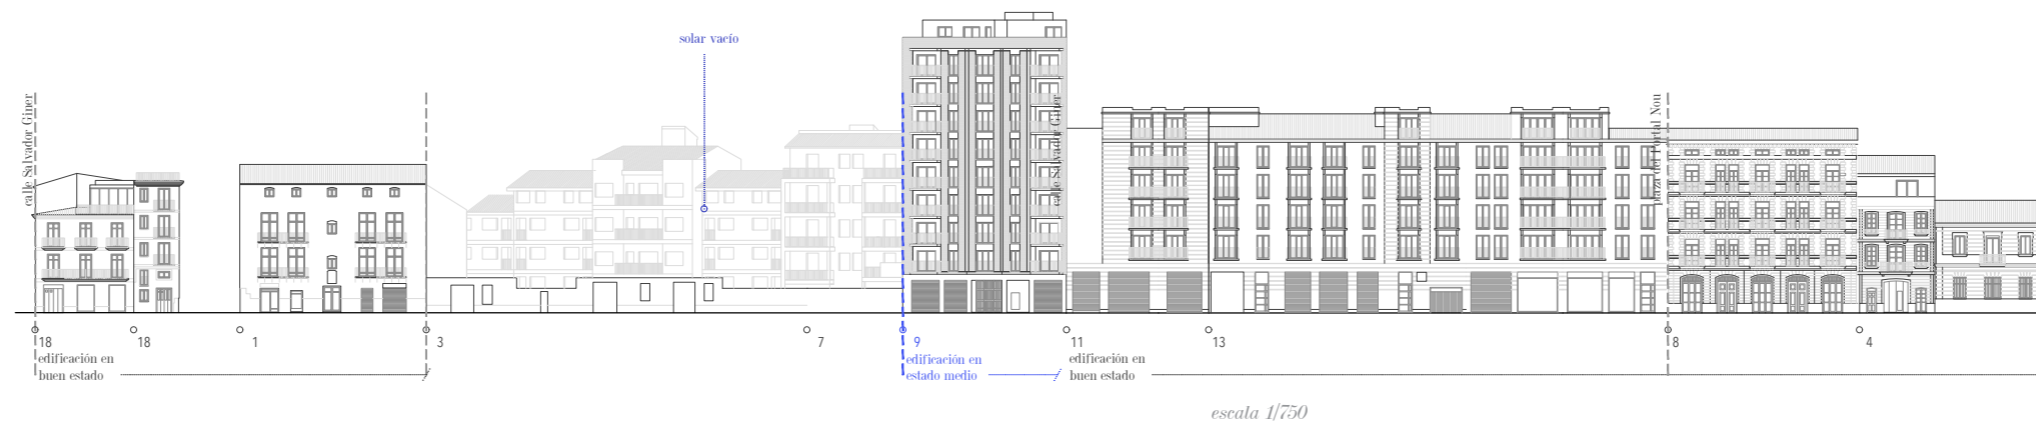 solar vacío
calle Salvador Giner
calle Salvador Giner
plaza del Portal Nou
18
18
1
3
7
9
11
13
8
4
edificación en
buen estado
edificación en
estado medio
edificación en
buen estado
escala 1/750